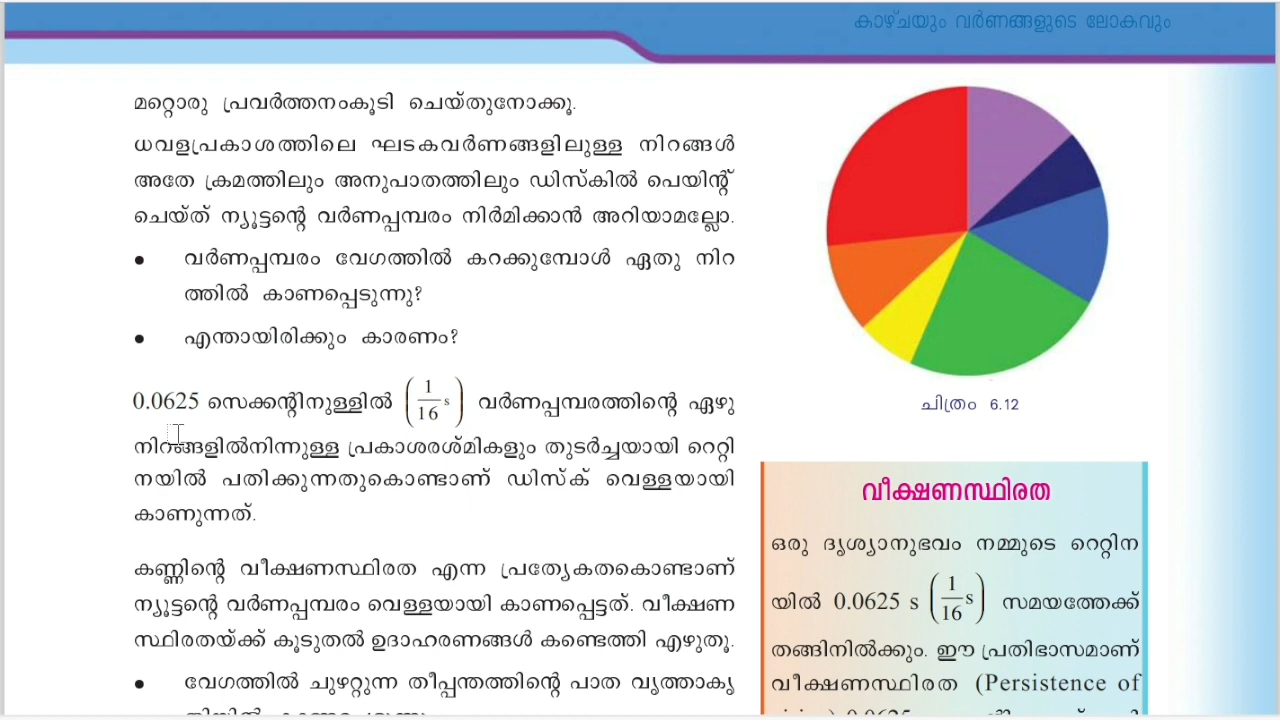 കാഴ്ചയും വർണങ്ങളുടെ ലോകവും
മറ്റൊരു പ്രവർത്തനംകൂടി ചെയ്തുനോക്കൂ.
ധവളപ്രകാശത്തിലെ ഘടകവർണങ്ങളിലുള്ള നിറങ്ങൾ
അതേ ക്രമത്തിലും അനുപാതത്തിലും ഡിസ്കിൽ പെയിന്റ്
ചെയ്ത് ന്യൂട്ടന്റെ വർണപ്പമ്പരം നിർമിക്കാൻ അറിയാമല്ലോ.
• വർണപ്പമ്പരം വേഗത്തിൽ കറക്കുമ്പോൾ ഏതു നിറ
ത്തിൽ കാണപ്പെടുന്നു?
• എന്തായിരിക്കും കാരണം?
0.0625 സെക്കന്റിനുള്ളിൽ (1/16 s) വർണപ്പമ്പരത്തിന്റെ ഏഴു
നിറങ്ങളിൽനിന്നുള്ള പ്രകാശരശ്മികളും തുടർച്ചയായി റെറ്റി
നയിൽ പതിക്കുന്നതുകൊണ്ടാണ് ഡിസ്ക് വെള്ളയായി
കാണുന്നത്.
കണ്ണിന്റെ വീക്ഷണസ്ഥിരത എന്ന പ്രത്യേകതകൊണ്ടാണ്
ന്യൂട്ടന്റെ വർണപ്പമ്പരം വെള്ളയായി കാണപ്പെട്ടത്. വീക്ഷണ
സ്ഥിരതയ്ക്ക് കൂടുതൽ ഉദാഹരണങ്ങൾ കണ്ടെത്തി എഴുതൂ.
• വേഗത്തിൽ ചുഴറ്റുന്ന തീപ്പന്തത്തിന്റെ പാത വൃത്താകൃ
ചിത്രം 6.12
വീക്ഷണസ്ഥിരത
ഒരു ദൃശ്യാനുഭവം നമ്മുടെ റെറ്റിന
യിൽ 0.0625 s (1/16 s) സമയത്തേക്ക്
തങ്ങിനിൽക്കും. ഈ പ്രതിഭാസമാണ്
വീക്ഷണസ്ഥിരത (Persistence of